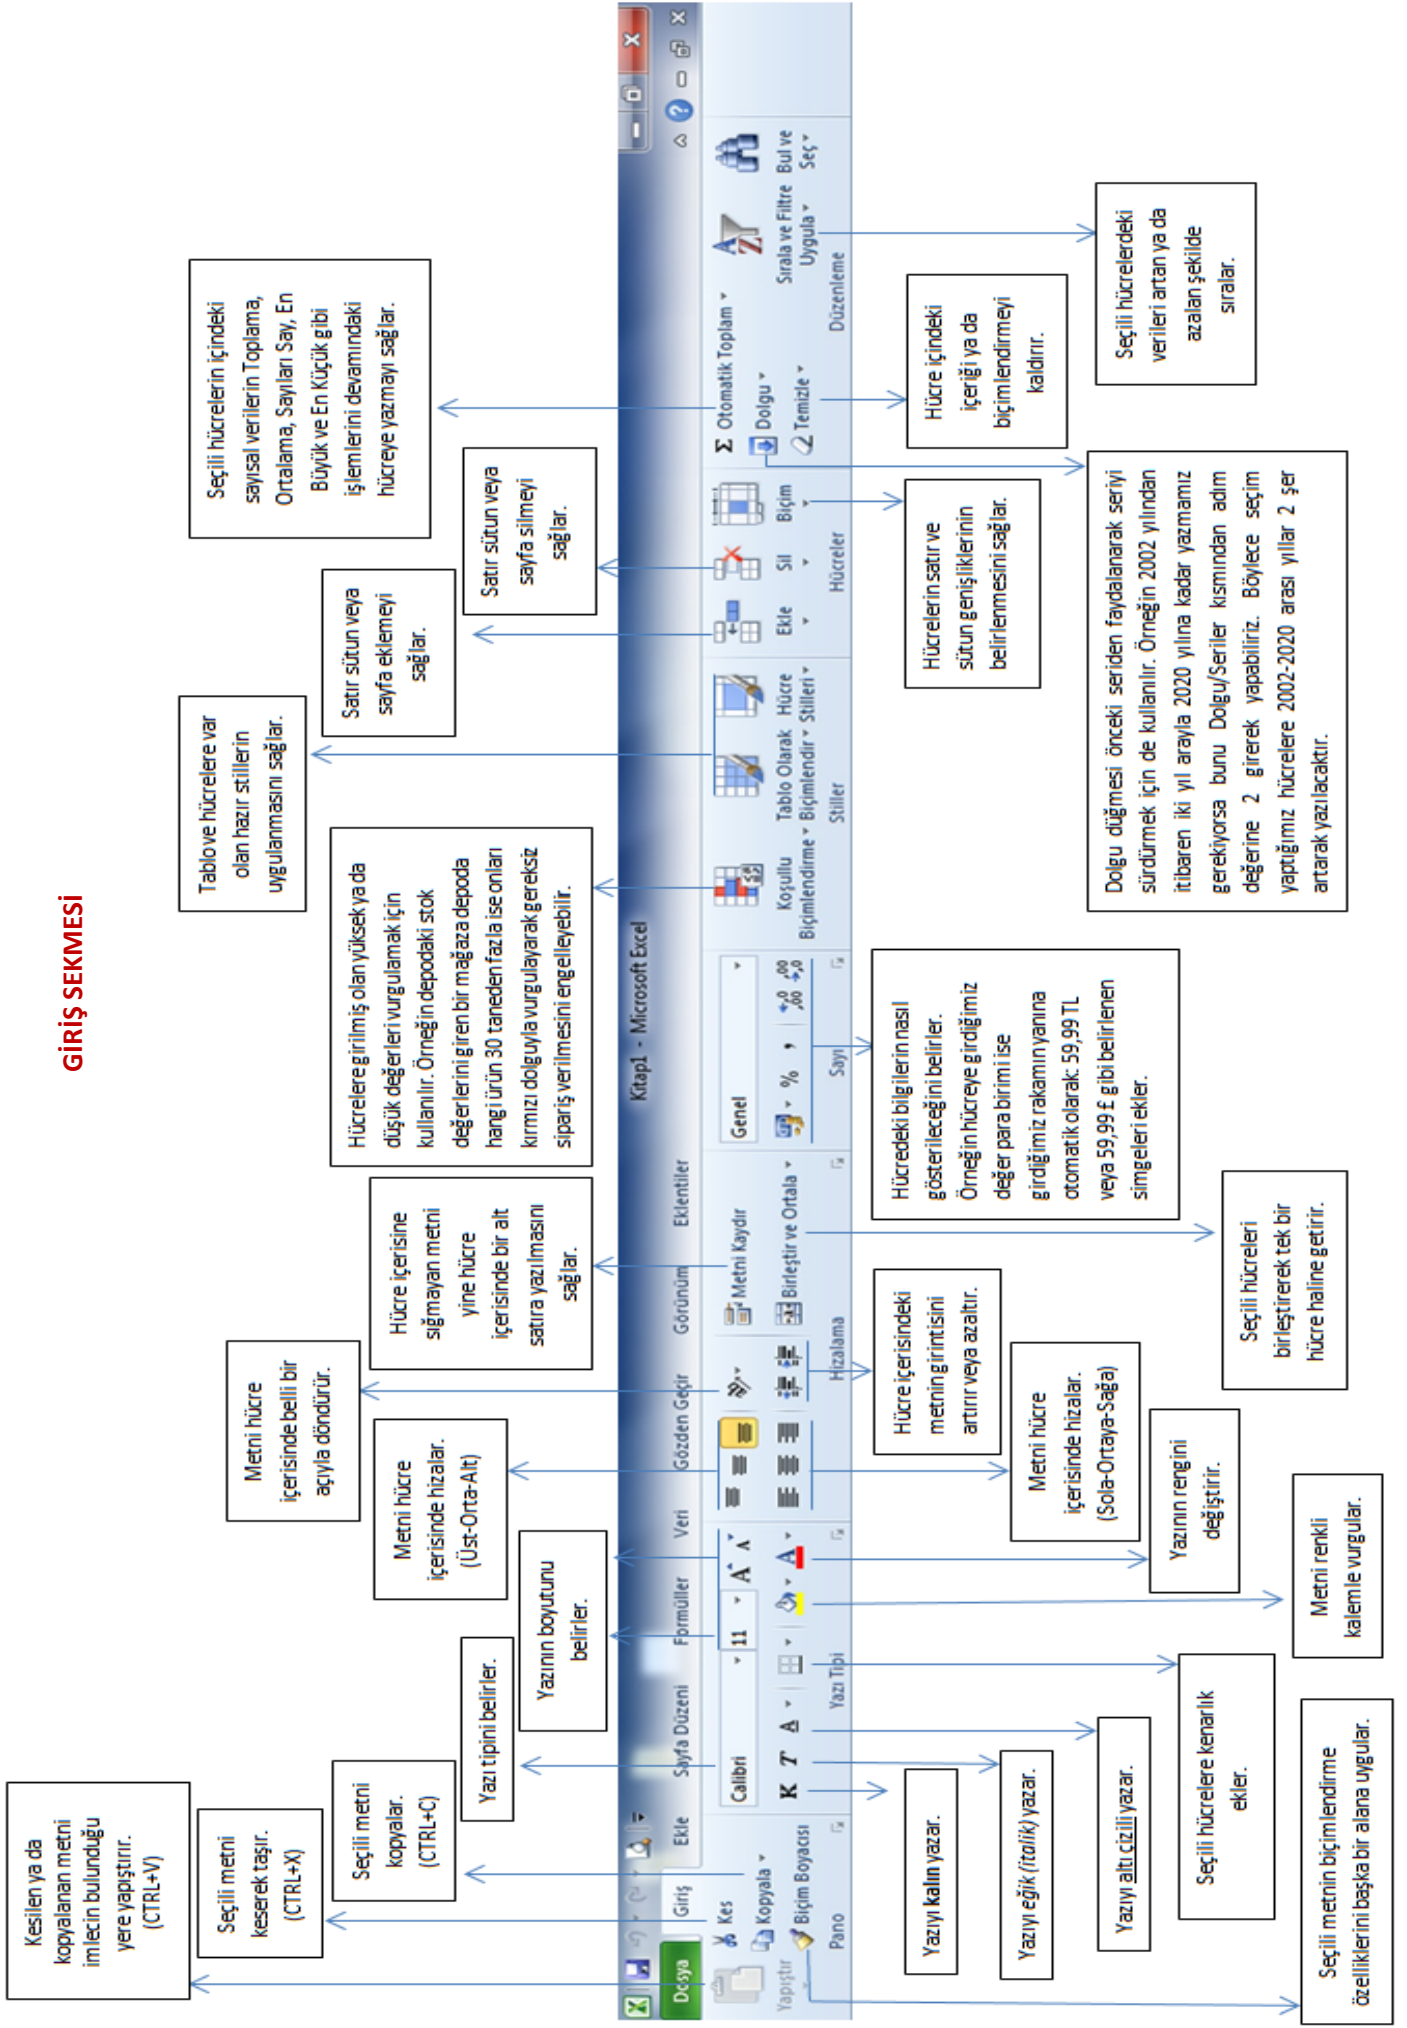 GİRİŞ SEKMESİ
Kesilen ya da
kopyalanan metni
imlecin bulunduğu
yere yapıştırır.
(CTRL+V)
Seçili metni
keserek taşır.
(CTRL+X)
Seçili metni
kopyalar.
(CTRL+C)
Yazı tipini belirler.
Yazının boyutunu
belirler.
Metni hücre
içerisinde hizalar.
(Üst-Orta-Alt)
Metni hücre
içerisinde belli bir
açıyla döndürür.
Hücre içerisine
sığmayan metni
yine hücre
içerisinde bir alt
satıra yazılmasını
sağlar.
Hücrelere girilmiş olan yüksek ya da
düşük değerleri vurgulamak için
kullanılır. Örneğin depodaki stok
değerlerini giren bir mağaza depoda
hangi ürün 30 taneden fazla ise onları
kırmızı dolguyla vurgulayarak gereksiz
sipariş verilmesini engelleyebilir.
Tablo ve hücrelere var
olan hazır stillerin
uygulanmasını sağlar.
Satır sütun veya
sayfa eklemeyi
sağlar.
Satır sütun veya
sayfa silmeyi
sağlar.
Seçili hücrelerin içindeki
sayısal verilerin Toplama,
Ortalama, Sayıları Say, En
Büyük ve En Küçük gibi
işlemlerini devamındaki
hücreye yazmayı sağlar.
Kitap1 - Microsoft Excel
Dosya Giriş Ekle Sayfa Düzeni Formüller Veri Gözden Geçir Görünüm Eklentiler
Yapıştır
Kes
Kopyala
Biçim Boyacısı
Pano
Calibri 11 A A
K T A A
Yazı Tipi
Metni Kaydır
Birleştir ve Ortala
Hizalama
Genel
% , ,0 ,00 ,00 ,0
Sayı
Koşullu
Biçimlendirme
Tablo Olarak
Biçimlendir
Hücre
Stilleri
Stiller
Ekle
Sil
Biçim
Hücreler
Σ Otomatik Toplam
Dolgu
Temizle
Sırala ve Filtre
Uygula
Bul ve
Seç
Düzenleme
Yazıyı kalın yazar.
Yazıyı eğik (italik) yazar.
Yazıyı altı çizili yazar.
Seçili hücrelere kenarlık
ekler.
Seçili metnin biçimlendirme
özelliklerini başka bir alana uygular.
Metni renkli
kalemle vurgular.
Yazının rengini
değiştirir.
Metni hücre
içerisinde hizalar.
(Sola-Ortaya-Sağa)
Hücre içerisindeki
metnin girintisini
artırır veya azaltır.
Seçili hücreleri
birleştirerek tek bir
hücre haline getirir.
Hücredeki bilgilerin nasıl
gösterileceğini belirler.
Örneğin hücreye girdiğimiz
değer para birimi ise
girdiğimiz rakamın yanına
otomatik olarak: 59,99 TL
veya 59,99 £ gibi belirlenen
simgeleri ekler.
Hücrelerin satır ve
sütun genişliklerinin
belirlenmesini sağlar.
Dolgu düğmesi önceki seriden faydalanarak seriyi
sürdürmek için de kullanılır. Örneğin 2002 yılından
itibaren iki yıl arayla 2020 yılına kadar yazmamız
gerekiyorsa bunu Dolgu/Seriler kısmından adım
değerine 2 girerek yapabiliriz. Böylece seçim
yaptığımız hücrelere 2002-2020 arası yıllar 2 şer
artarak yazılacaktır.
Hücre içindeki
içeriği ya da
biçimlendirmeyi
kaldırır.
Seçili hücrelerdeki
verileri artan ya da
azalan şekilde
sıralar.